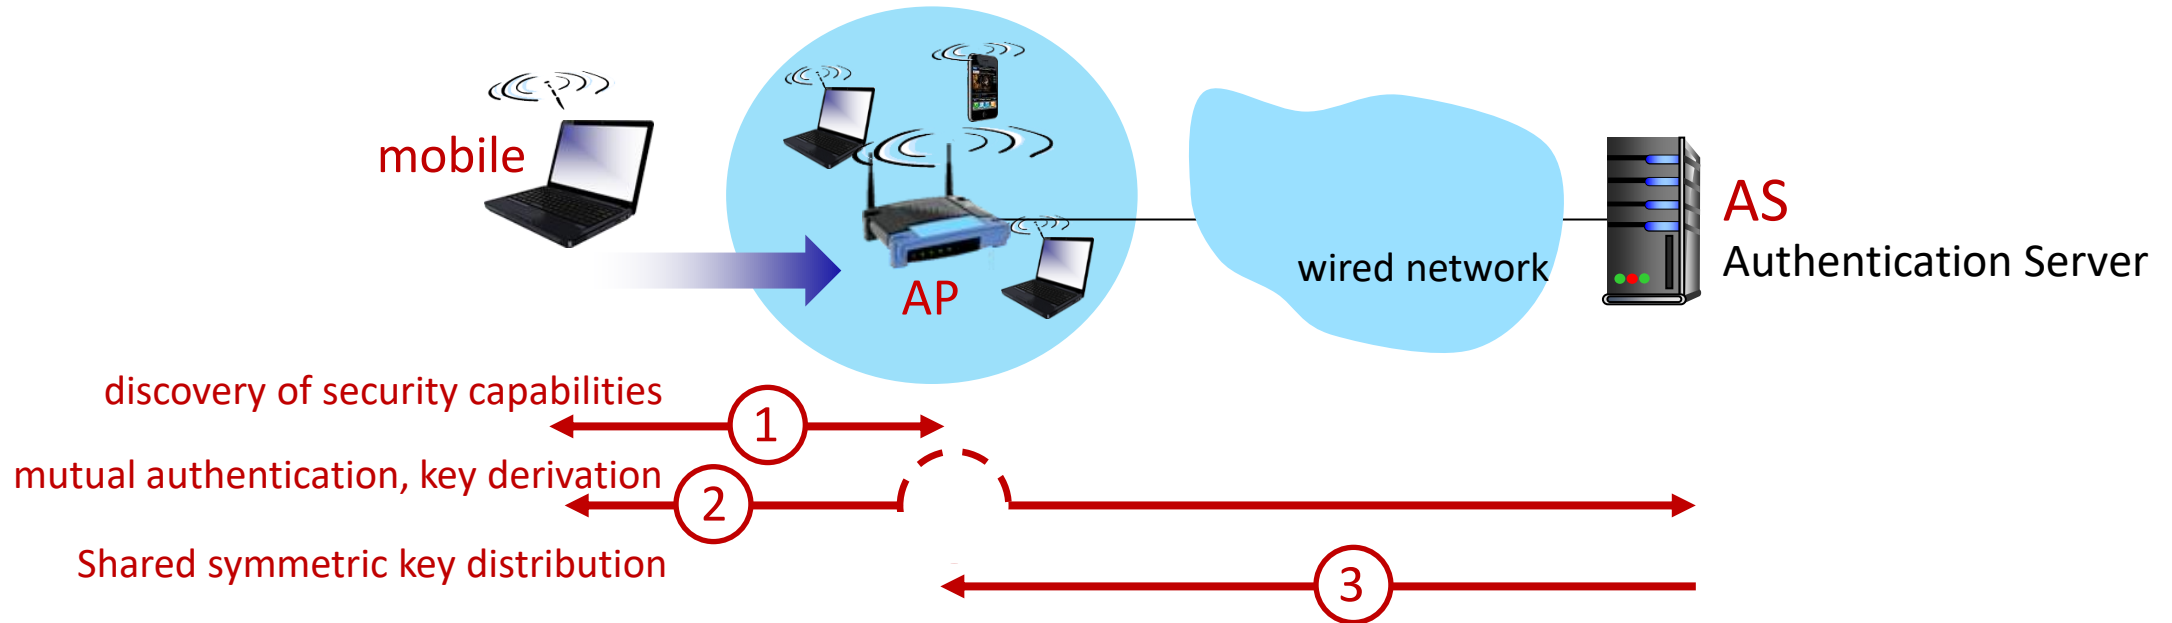 mobile
AP
wired network
AS
Authentication Server
discovery of security capabilities
1
mutual authentication, key derivation
2
Shared symmetric key distribution
3